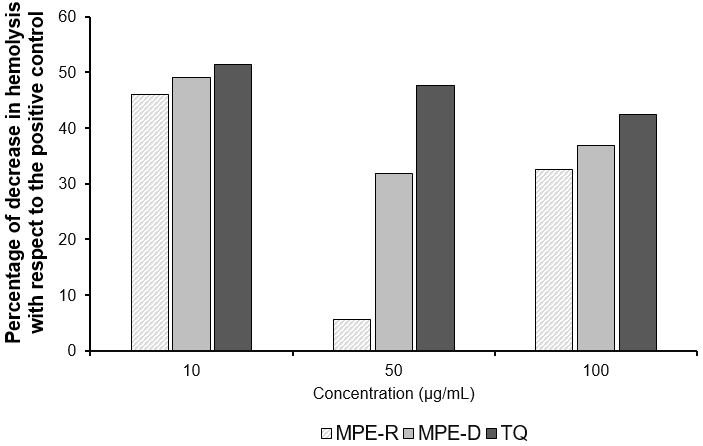 Percentage of decrease in hemolysis
with respect to the positive control
60
50
40
30
20
10
0
10 50 100
Concentration (µg/mL)
MPE-R MPE-D TQ